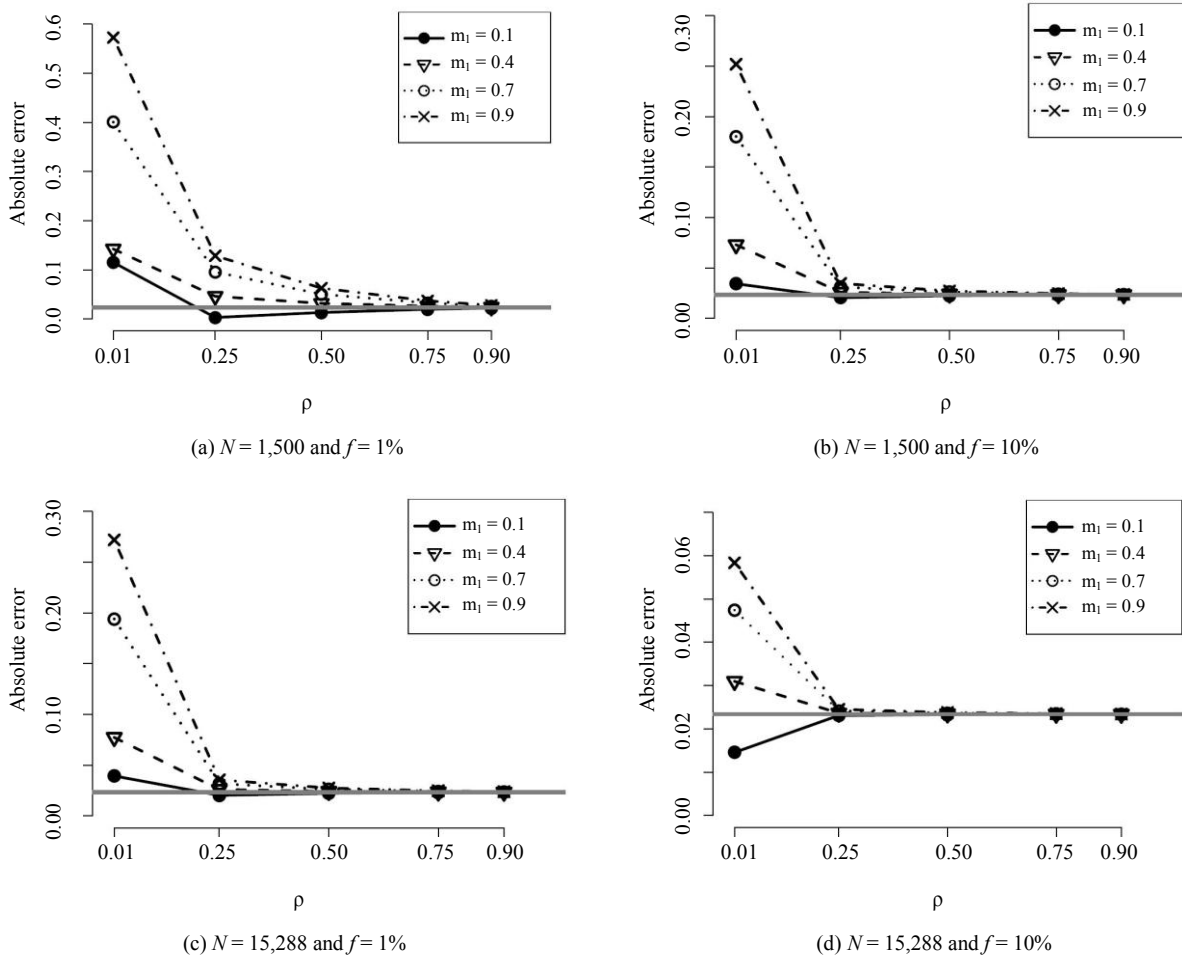 0.6
0.5
0.4
0.3
0.2
0.1
0.0
Absolute error
m₁ = 0.1
m₁ = 0.4
m₁ = 0.7
m₁ = 0.9
0.01 0.25 0.50 0.75 0.90
ρ
(a) N = 1,500 and f = 1%
0.30
0.20
0.10
0.00
Absolute error
m₁ = 0.1
m₁ = 0.4
m₁ = 0.7
m₁ = 0.9
0.01 0.25 0.50 0.75 0.90
ρ
(b) N = 1,500 and f = 10%
0.30
0.20
0.10
0.00
Absolute error
m₁ = 0.1
m₁ = 0.4
m₁ = 0.7
m₁ = 0.9
0.01 0.25 0.50 0.75 0.90
ρ
(c) N = 15,288 and f = 1%
0.06
0.04
0.02
0.00
Absolute error
m₁ = 0.1
m₁ = 0.4
m₁ = 0.7
m₁ = 0.9
0.01 0.25 0.50 0.75 0.90
ρ
(d) N = 15,288 and f = 10%